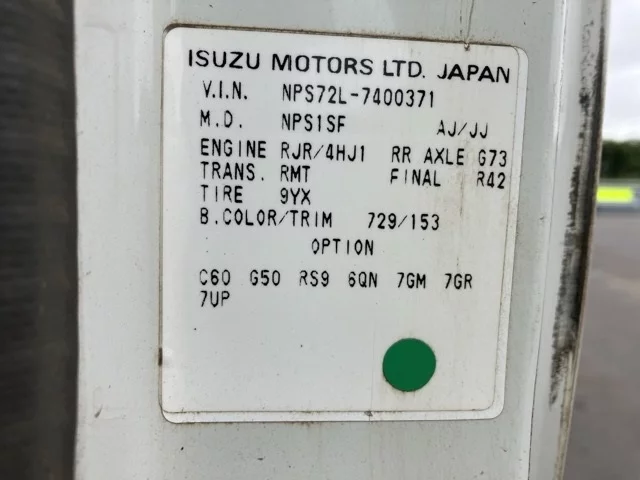 ISUZU MOTORS LTD. JAPAN
V.I.N. NPS72L-7400371
M.D. NPS1SF AJ/JJ
ENGINE RJR/4HJ1 RR AXLE G73
TRANS. RMT FINAL R42
TIRE 9YX
B.COLOR/TRIM 729/153
OPTION
C60 G50 RS9 6QN 7GM 7GR
7UP